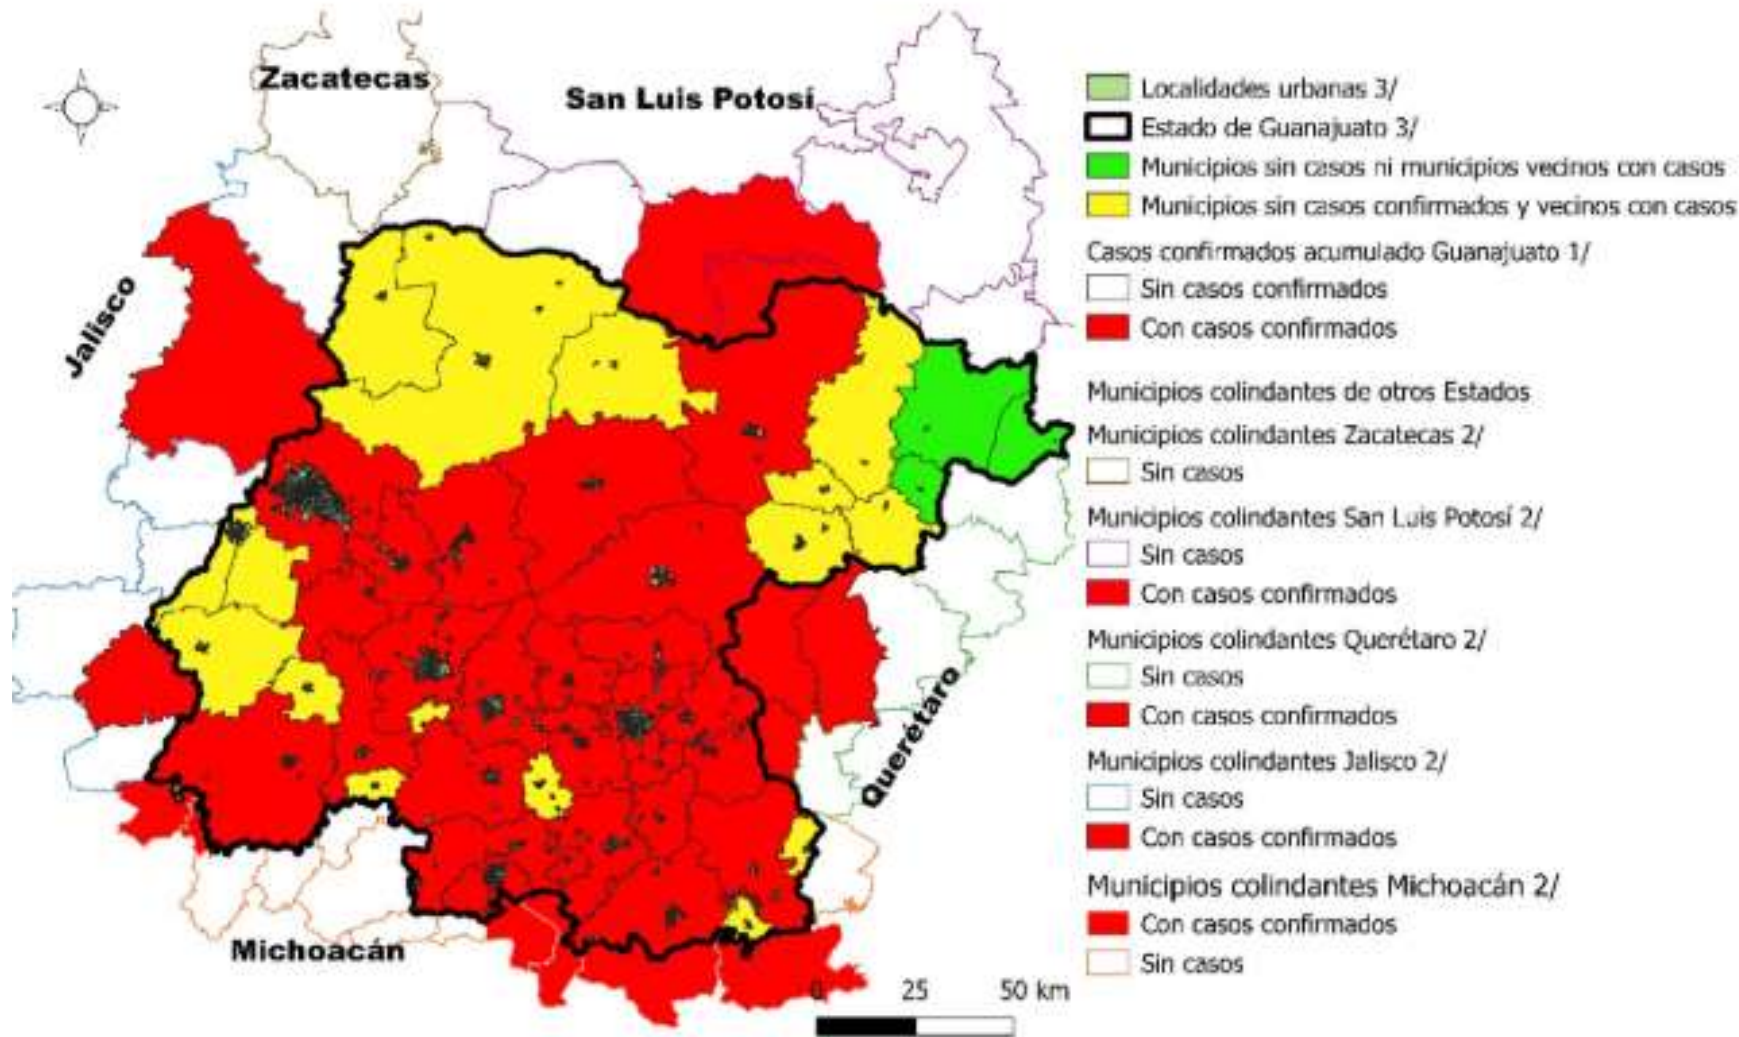 Zacatecas
San Luis Potosí
Jalisco
Querétaro
Michoacán
0 25 50 km
Localidades urbanas 3/
Estado de Guanajuato 3/
Municipios sin casos ni municipios vecinos con casos
Municipios sin casos confirmados y vecinos con casos
Casos confirmados acumulado Guanajuato 1/
Sin casos confirmados
Con casos confirmados
Municipios colindantes de otros Estados
Municipios colindantes Zacatecas 2/
Sin casos
Municipios colindantes San Luis Potosí 2/
Sin casos
Con casos confirmados
Municipios colindantes Querétaro 2/
Sin casos
Con casos confirmados
Municipios colindantes Jalisco 2/
Sin casos
Con casos confirmados
Municipios colindantes Michoacán 2/
Con casos confirmados
Sin casos